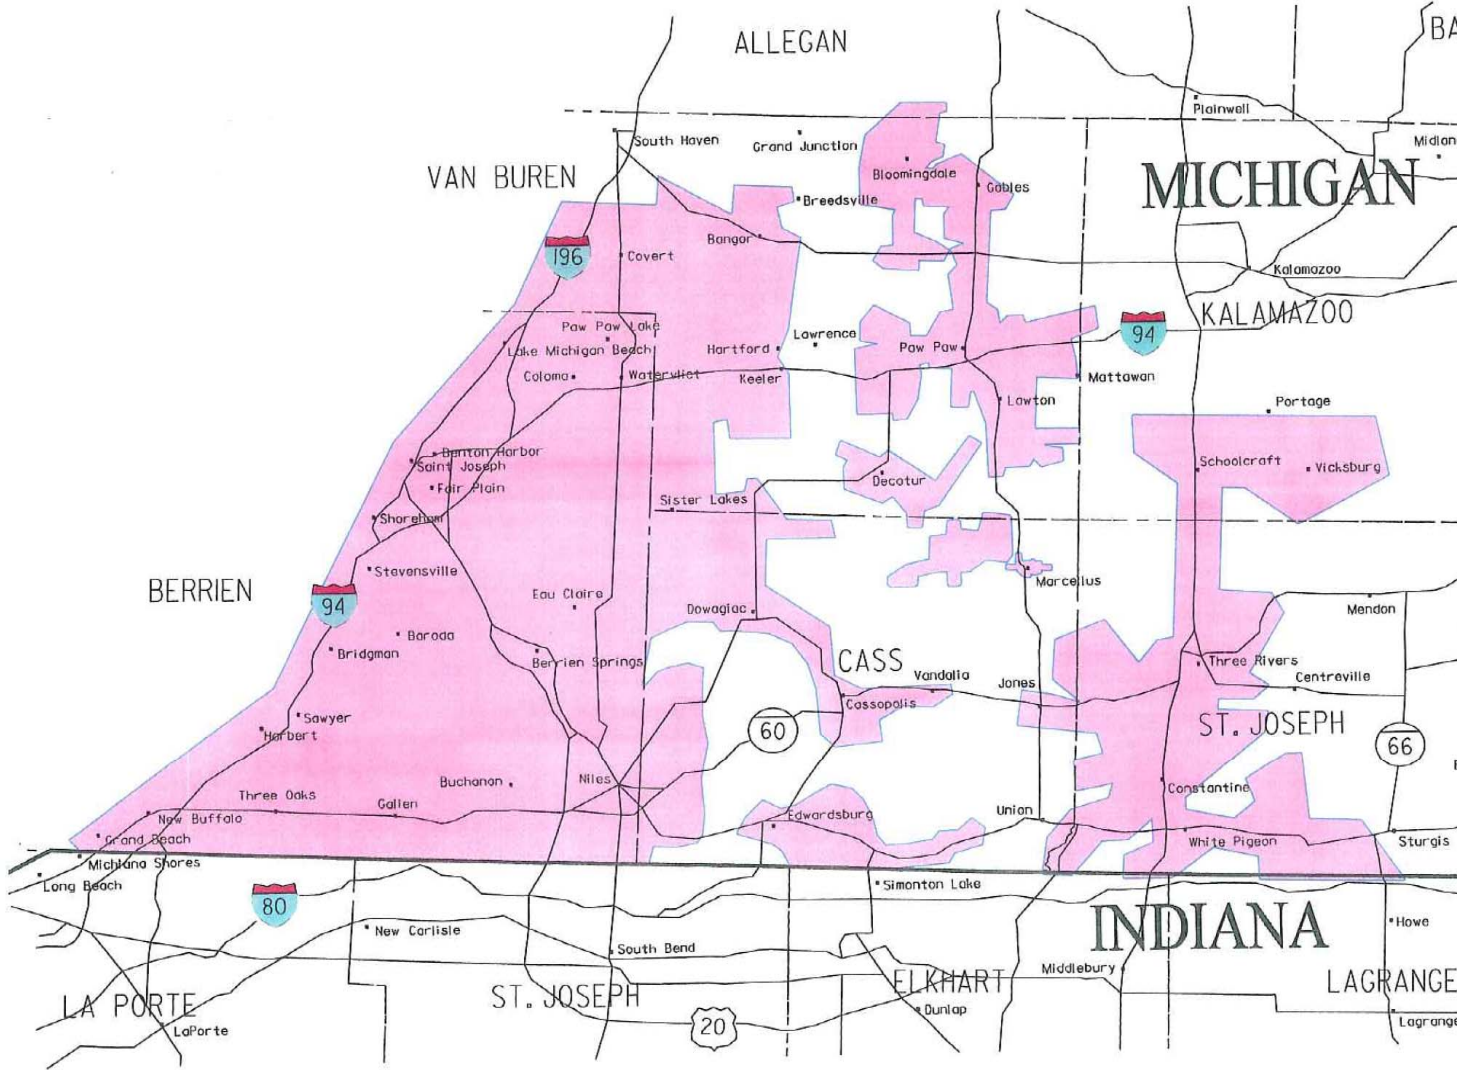 ALLEGAN
BA
Plainwell
South Haven
Grand Junction
Midlan
VAN BUREN
Bloomingdale
MICHIGAN
Gobles
Breedsville
Bangor
196
Covert
Kalamazoo
KALAMAZOO
Paw Paw Lake
94
Lawrence
Lake Michigan Beach
Hartford
Paw Paw
Coloma
Watervliet
Keeler
Mattawan
Lawton
Portage
Benton Harbor
Saint Joseph
Schoolcraft
Vicksburg
Fair Plain
Decatur
Sister Lakes
Shoreham
Stevensville
Marcellus
BERRIEN
94
Eau Claire
Mendon
Dowagiac
Baroda
Bridgman
Berrien Springs
CASS
Three Rivers
Vandalia
Jones
Centreville
Cassopolis
Sawyer
ST. JOSEPH
Harbert
60
66
Buchanan
Niles
Constantine
Three Oaks
Galien
New Buffalo
Edwardsburg
Union
Grand Beach
White Pigeon
Sturgis
Michiana Shores
Long Beach
Simonton Lake
80
INDIANA
Howe
New Carlisle
South Bend
Middlebury
ELKHART
LAGRANGE
ST. JOSEPH
LA PORTE
Dunlap
Lagrange
LaPorte
20